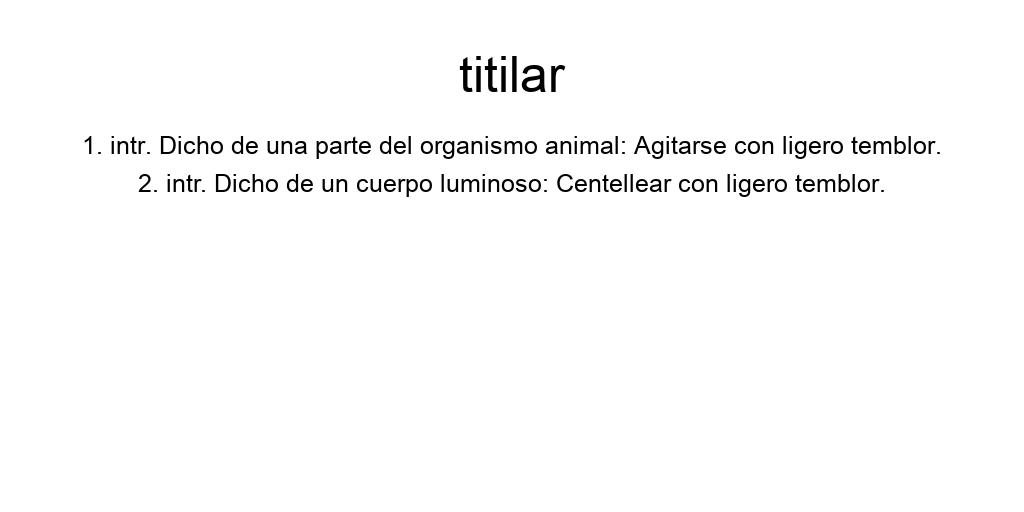 titilar
1. intr. Dicho de una parte del organismo animal: Agitarse con ligero temblor.
2. intr. Dicho de un cuerpo luminoso: Centellear con ligero temblor.